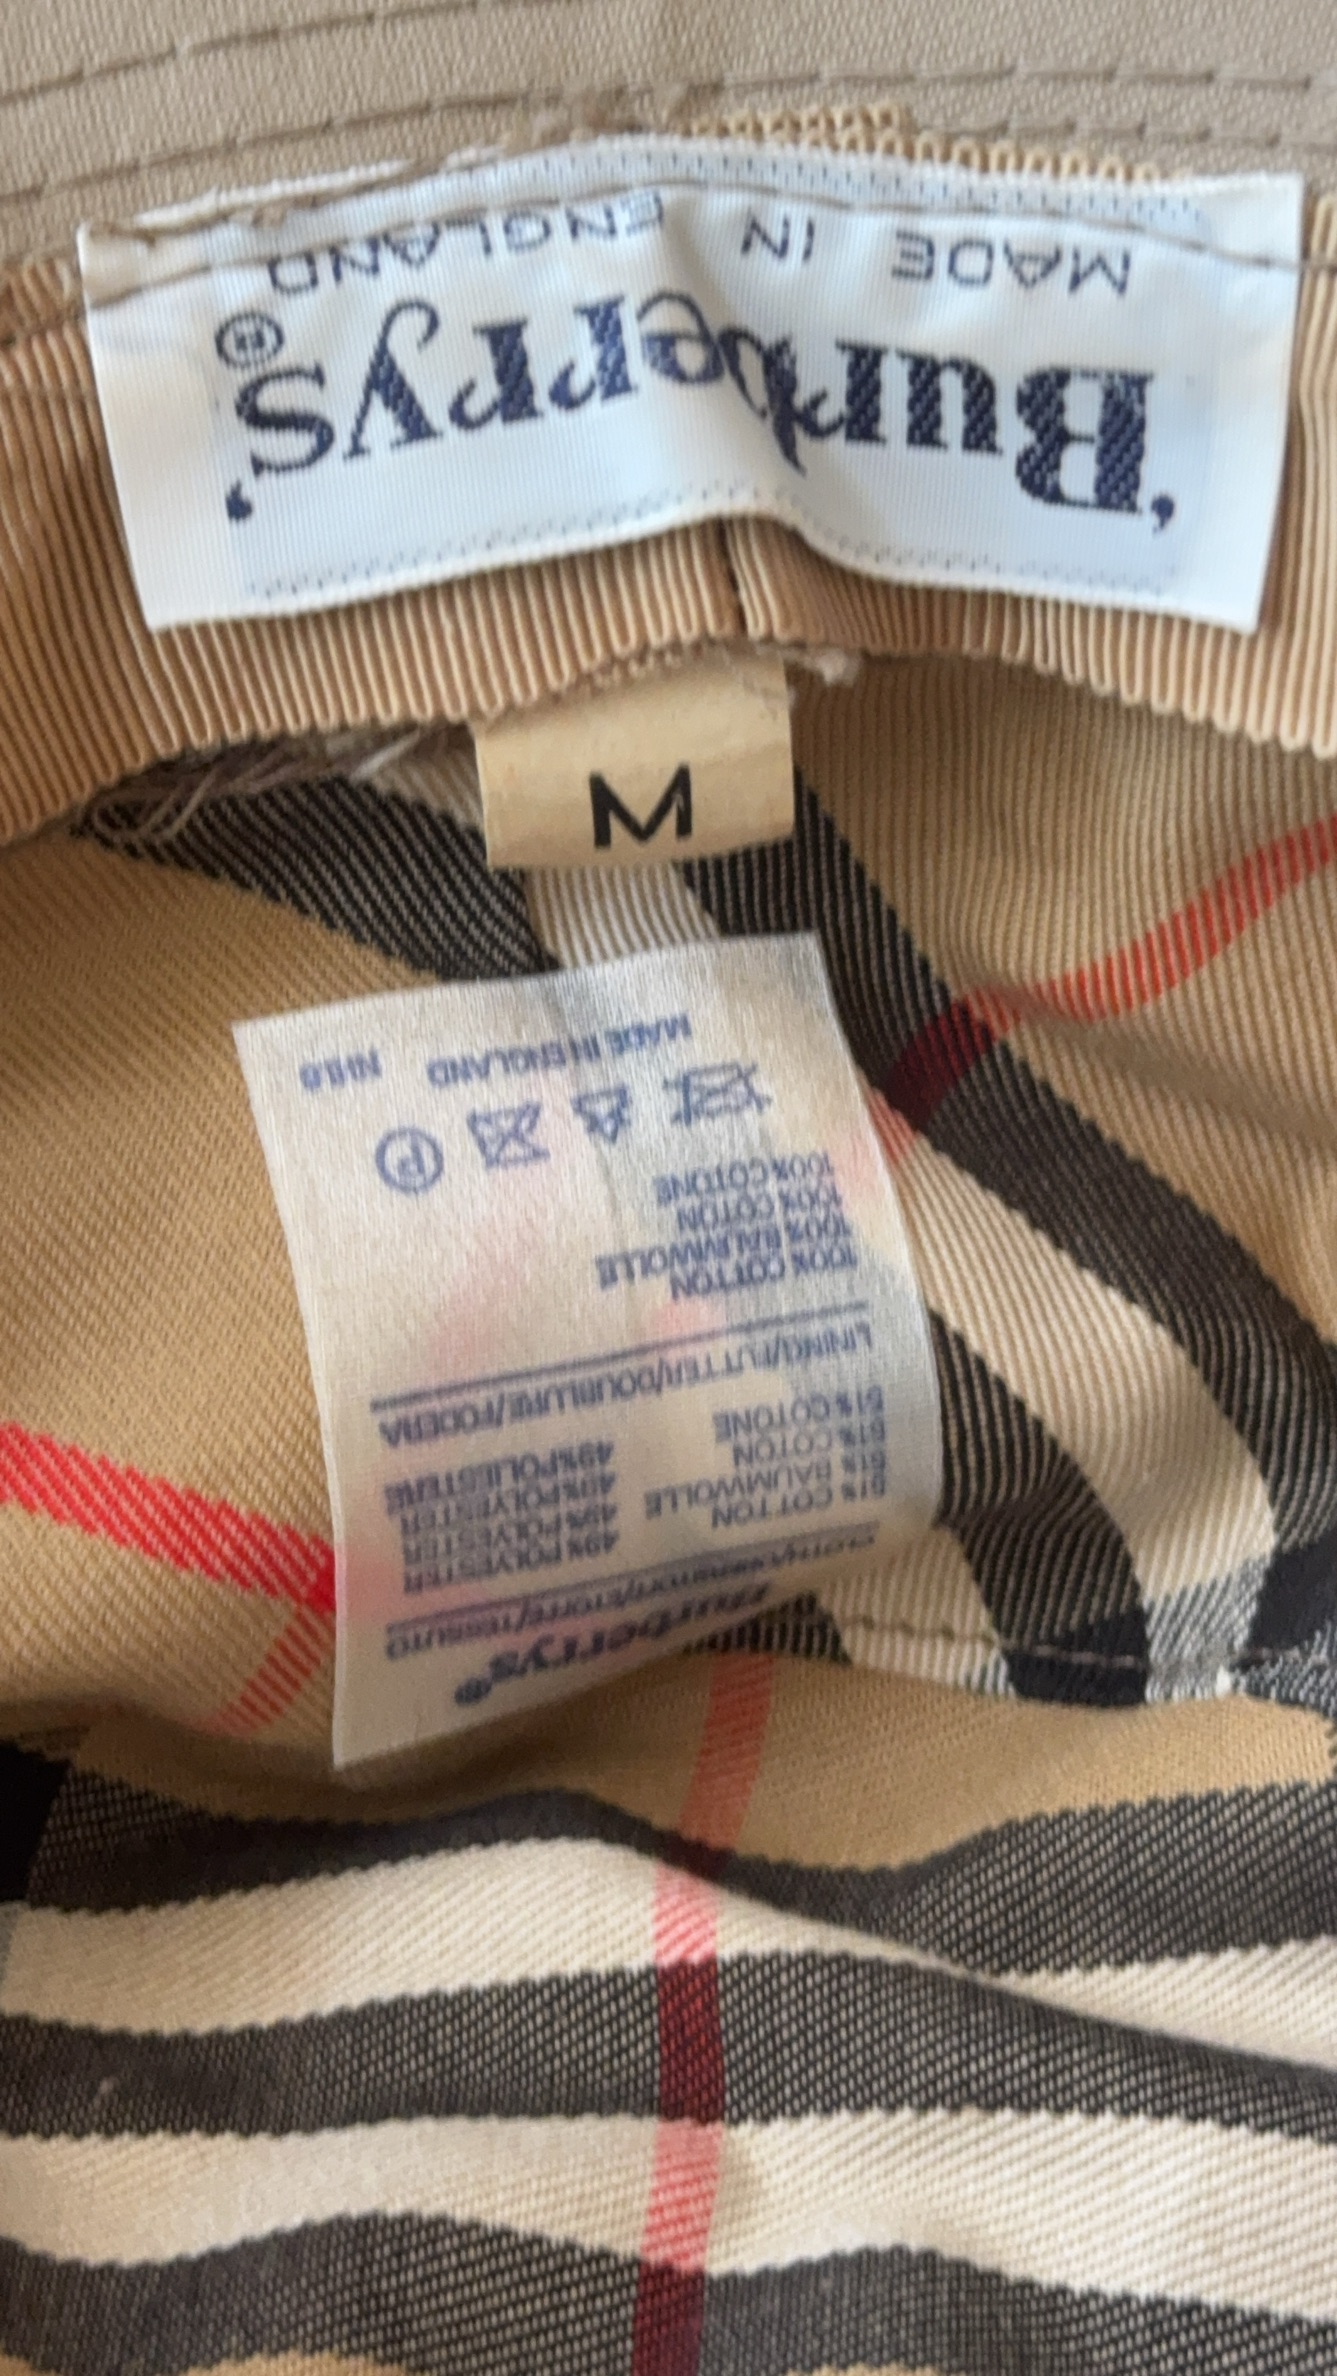 'Burberrys'®
MADE IN ENGLAND
M
Burberrys®
51% COTTON 49% POLYESTER
51% BAUMWOLLE 49% POLYESTER
51% COTON 49% POLYESTER
51% COTONE 49% POLIESTERE
LINING/FUTTER/DOUBLURE/FODERA
100% COTTON
100% BAUMWOLLE
100% COTON
100% COTONE
P
MADE IN ENGLAND